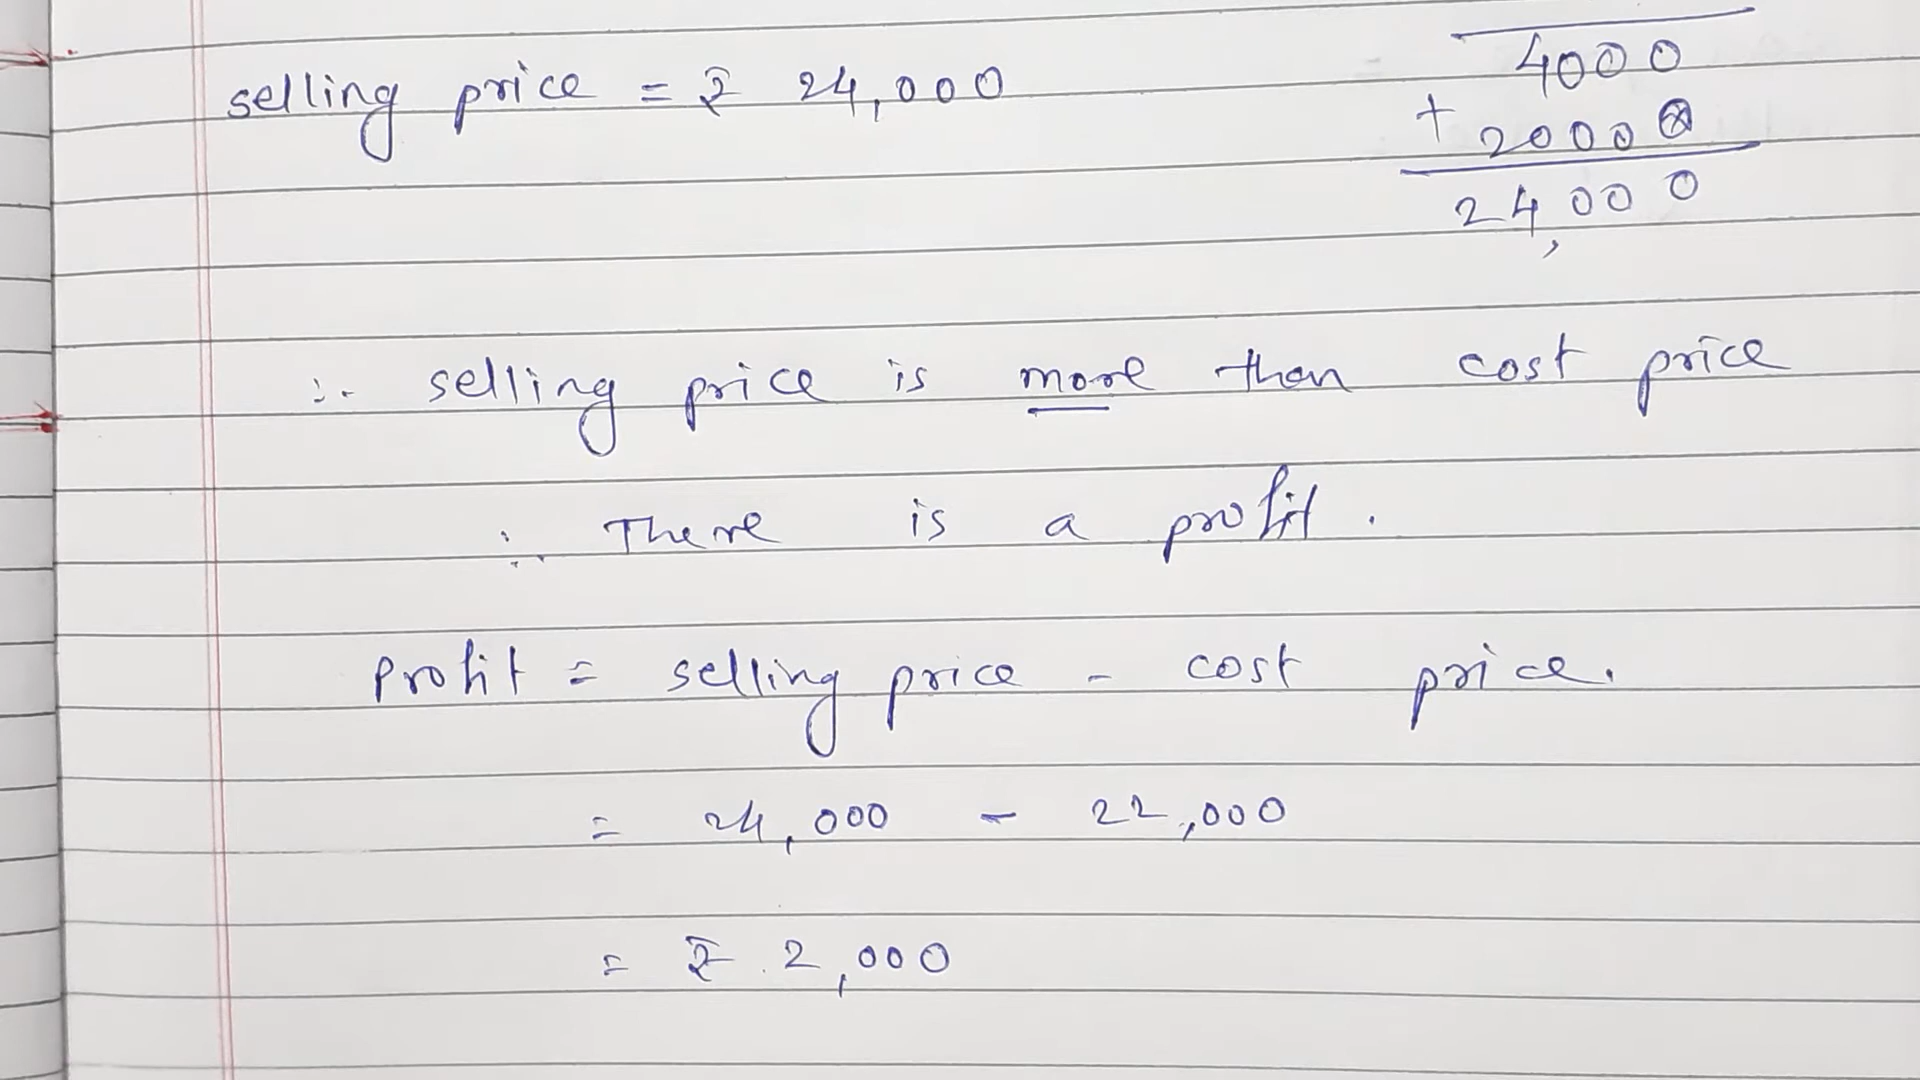 selling price = ₹ 24,000
4000
+ 2000⊗
24,000
∴ selling price is more than cost price
∴ There is a profit.
Profit = selling price - cost price.
= 24,000 - 22,000
= ₹ 2,000